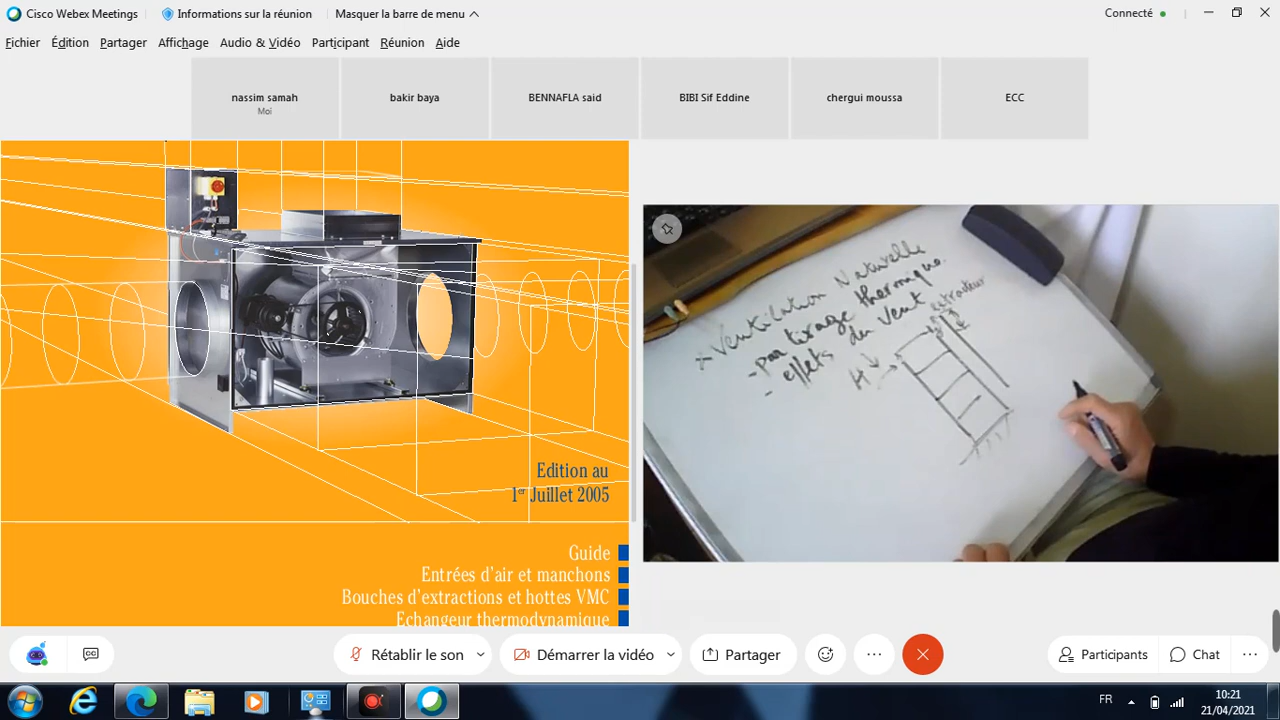 Cisco Webex Meetings
Informations sur la réunion
Masquer la barre de menu
Connecté
Fichier Édition Partager Affichage Audio & Vidéo Participant Réunion Aide
nassim samah
Moi
bakir baya
BENNAFLA said
BIBI Sif Eddine
chergui moussa
ECC
Edition au
1er Juillet 2005
Guide
Entrées d'air et manchons
Bouches d'extractions et hottes VMC
Echangeur thermodynamique
* Ventilation Naturelle
- Par tirage thermique.
- effets du Vent
-
extracteur
H
Rétablir le son
Démarrer la vidéo
Partager
Participants
Chat
FR
10:21
21/04/2021